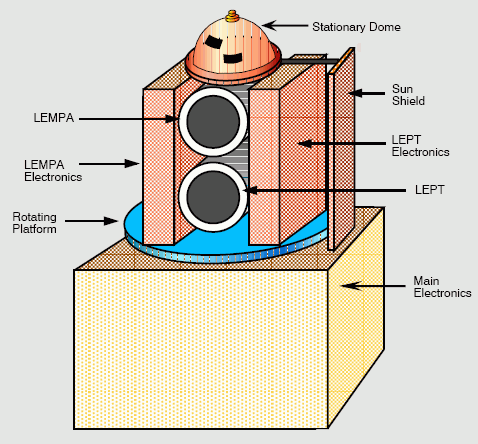 Stationary Dome
Sun
Shield
LEMPA
LEPT
Electronics
LEMPA
Electronics
LEPT
Rotating
Platform
Main
Electronics